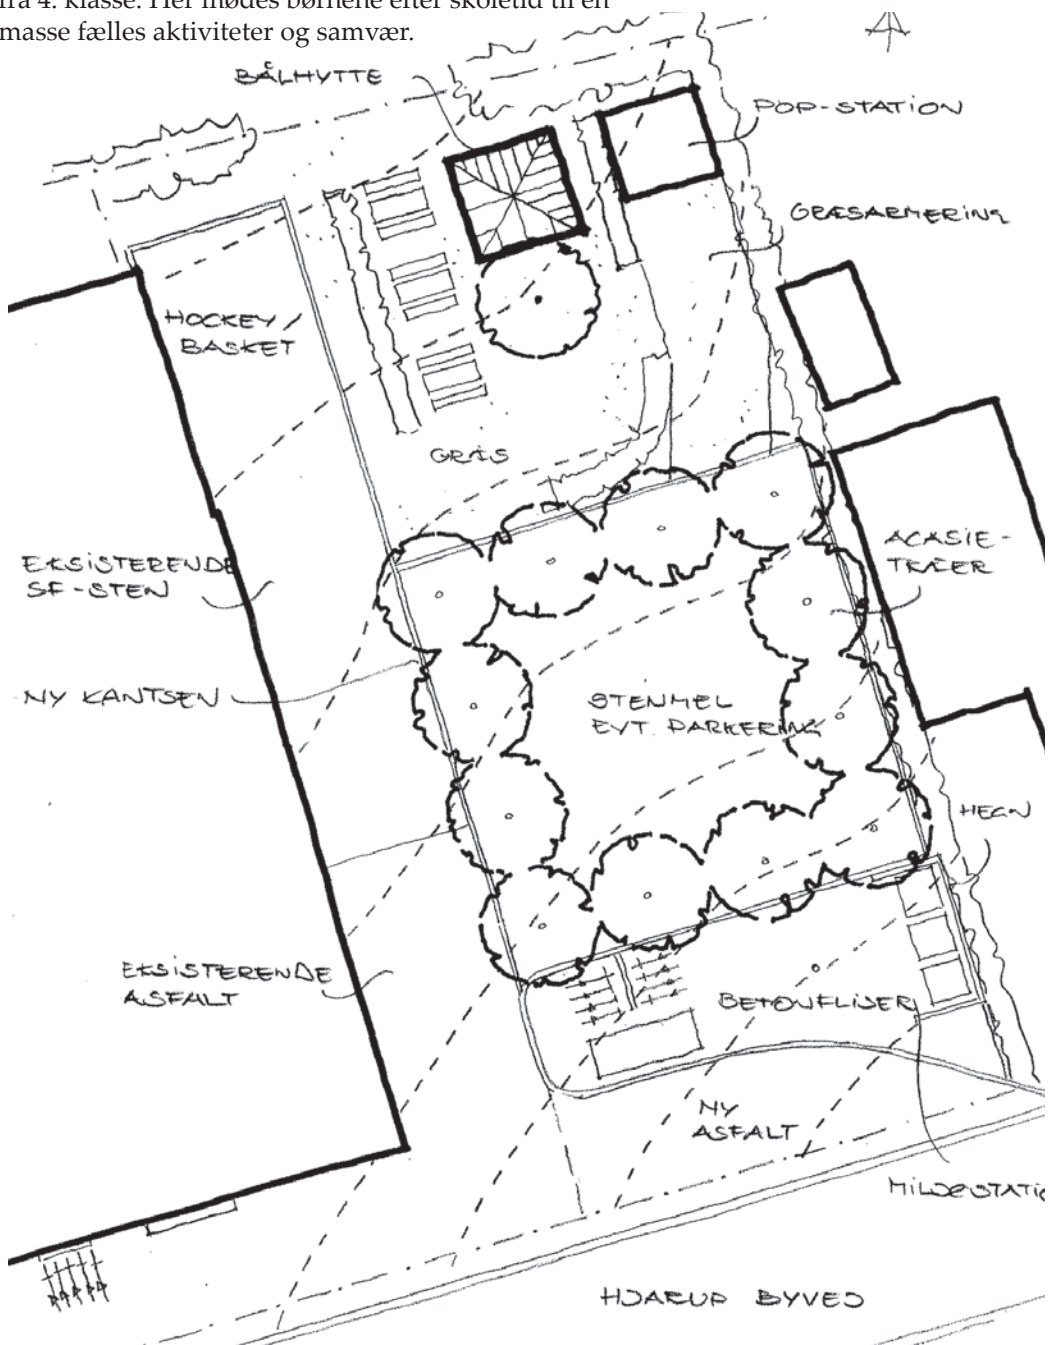 fra 4. klasse. Her mødes børnene efter skoletid til en
masse fælles aktiviteter og samvær.
BÅLHYTTE
POP-STATION
GRÆSARMERING
HOCKEY/
BASKET
GRÆS
EKSISTERENDE
SF-STEN
ACASIE-
TRÆER
NY KANTSEN
STENMEL
EVT. PARKERING
HEGN
EKSISTERENDE
ASFALT
BETONFLISER
NY
ASFALT
MILJØSTATIO
HJARUP BYVEJ